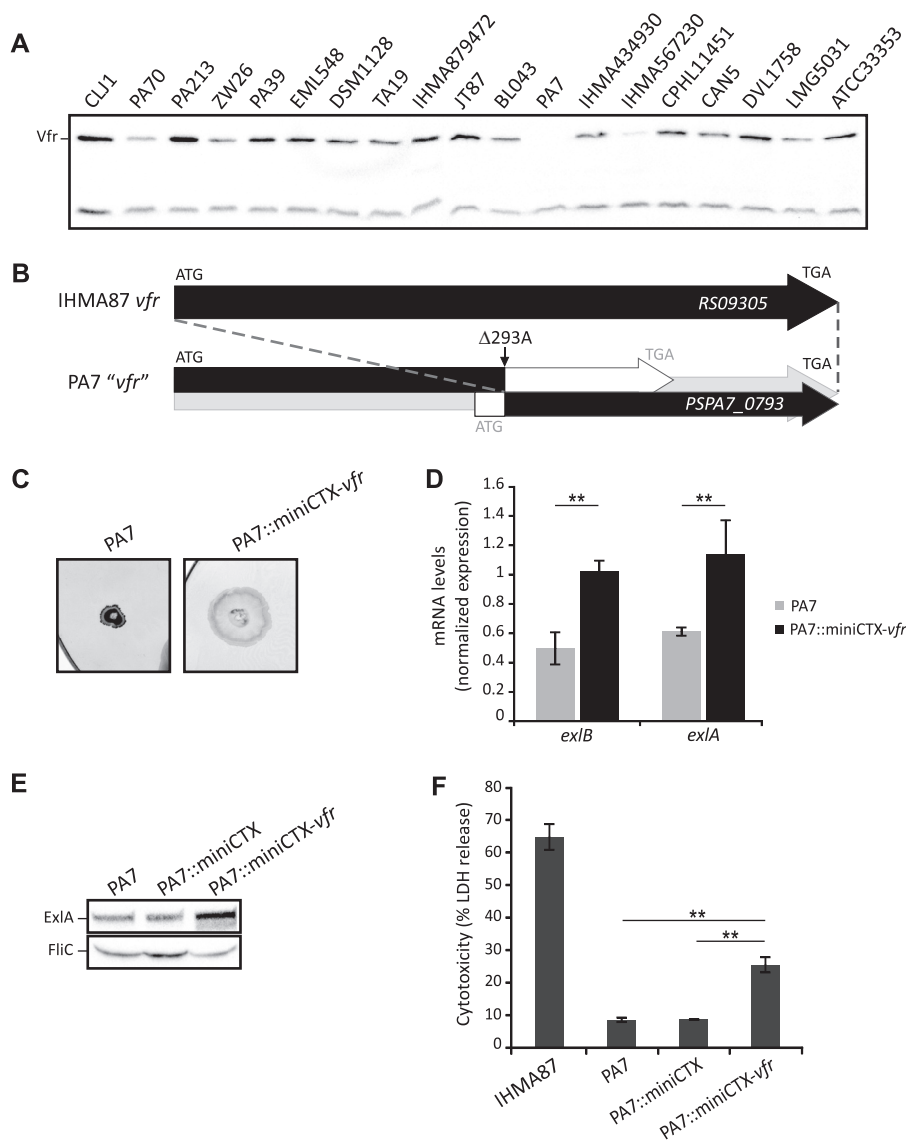 A
CLJ1
PA70
PA213
ZW26
PA39
EML548
DSM1128
TA19
IHMA879472
JT87
BL043
PA7
IHMA434930
IHMA567230
CPHL11451
CAN5
DVL1758
LMG5031
ATCC33353
Vfr
B
ATG
TGA
IHMA87 vfr
RS09305
Δ293A
ATG
TGA
TGA
PA7 “vfr”
PSPA7_0793
ATG
C
PA7
PA7::miniCTX-vfr
D
mRNA levels
(normalized expression)
1.6
1.4
1.2
1
0.8
0.6
0.4
0.2
0
**
**
exlB
exlA
PA7
PA7::miniCTX-vfr
E
PA7
PA7::miniCTX
PA7::miniCTX-vfr
ExlA
FliC
F
Cytotoxicity (% LDH release)
80
70
60
50
40
30
20
10
0
**
**
IHMA87
PA7
PA7::miniCTX
PA7::miniCTX-vfr